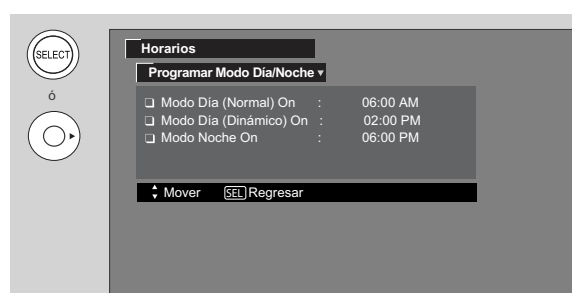 SELECT
ó
Horarios
Programar Modo Día/Noche ▾
❏ Modo Día (Normal) On : 06:00 AM
❏ Modo Día (Dinámico) On : 02:00 PM
❏ Modo Noche On : 06:00 PM
Mover SEL Regresar